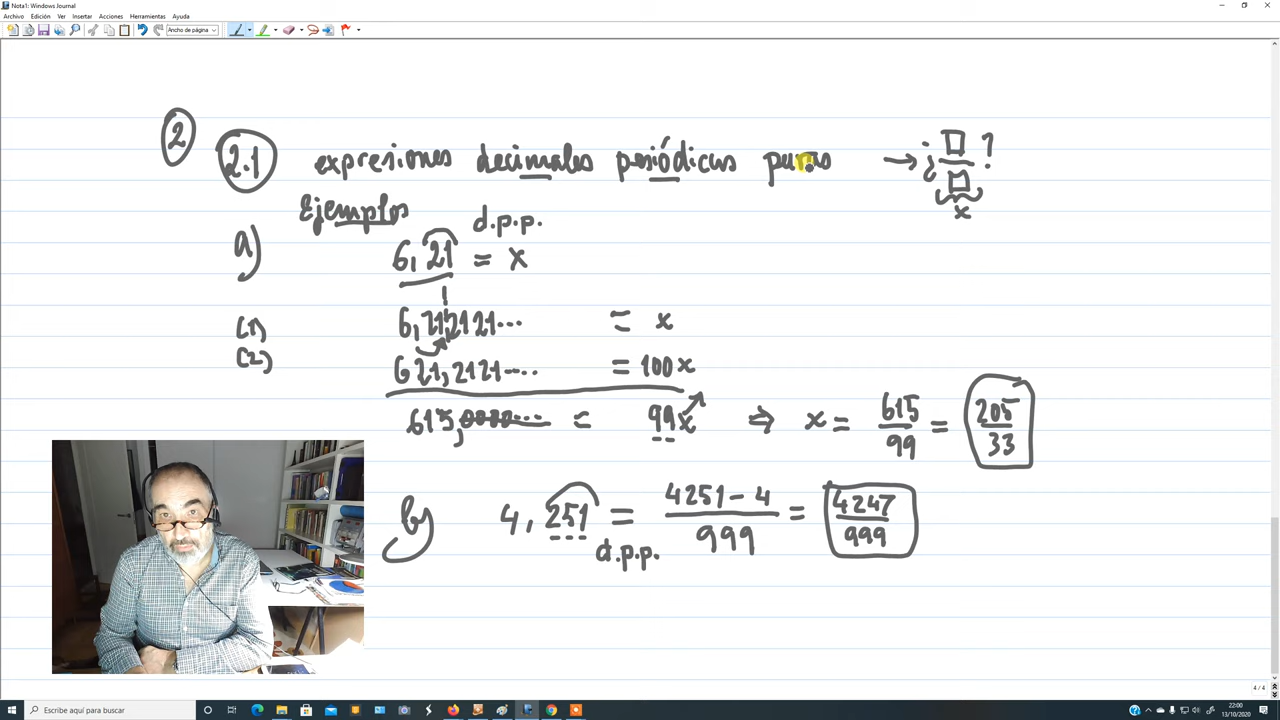 Nota1: Windows Journal
Archivo Edición Ver Insertar Acciones Herramientas Ayuda
Ancho de página
2
2.1 expresiones decimales periódicas puras → ¿□/□? x
Ejemplos
d.p.p.
a) 6,21 = x
(1) 6,212121... = x
(2) 621,2121.... = 100x
615,0000... = 99x ⇒ x = 615/99 = 205/33
b) 4,251 = 4251-4/999 = 4247/999
d.p.p.
4 / 4
Escribe aquí para buscar
22:00
13/10/2020